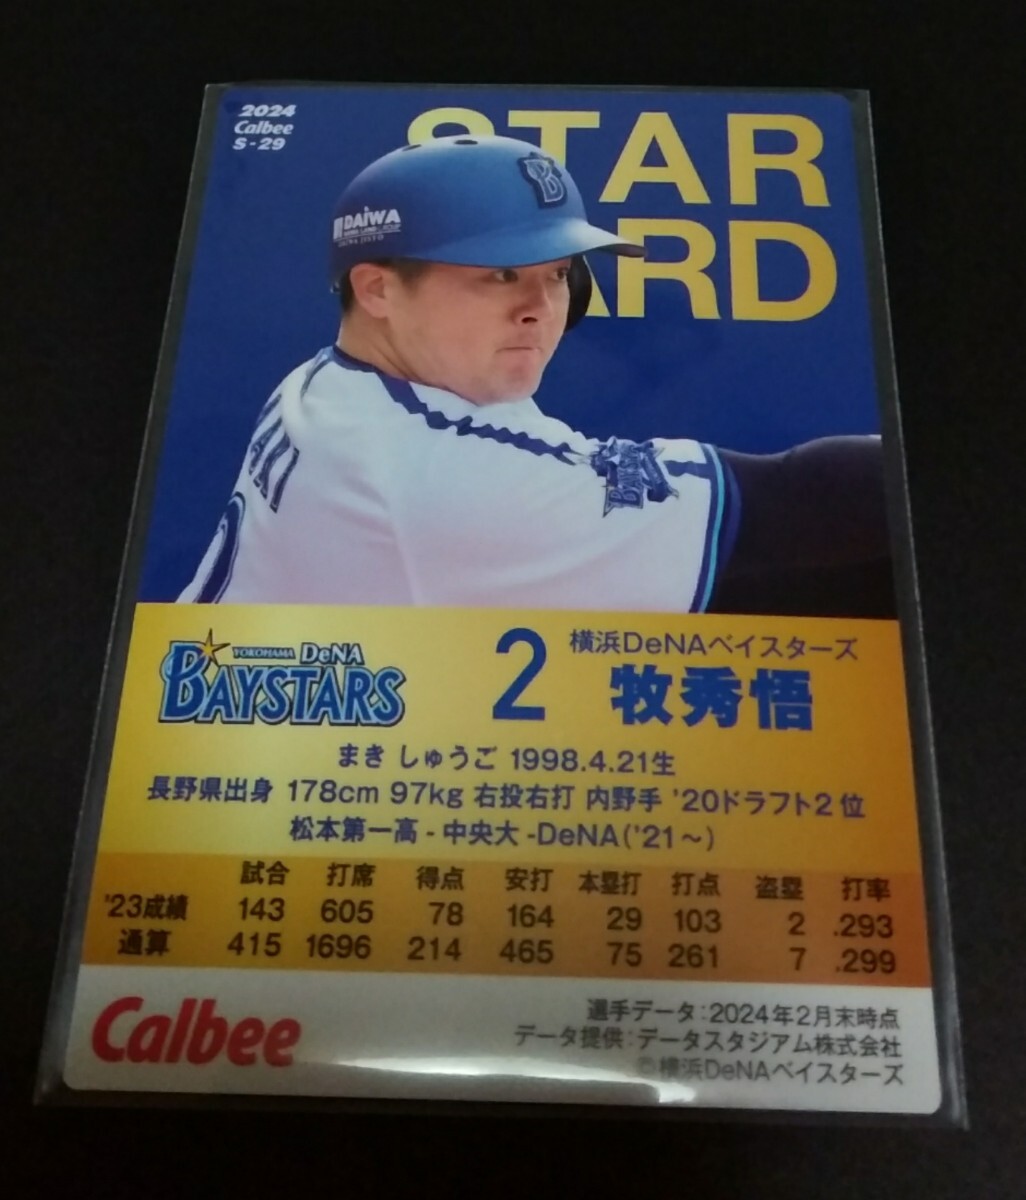 2024
Calbee
S-29
STAR
ARD
DAIWA
B
AKI
BAYSTARS
YOKOHAMA DeNA
BAYSTARS
2
横浜DeNAベイスターズ
牧秀悟
まき しゅうご 1998.4.21生
長野県出身 178cm 97kg 右投右打 内野手 '20ドラフト2位
松本第一高 - 中央大 -DeNA('21～)
試合 打席 得点 安打 本塁打 打点 盗塁 打率
'23成績 143 605 78 164 29 103 2 .293
通算 415 1696 214 465 75 261 7 .299
Calbee
選手データ：2024年2月末時点
データ提供：データスタジアム株式会社
©横浜DeNAベイスターズ